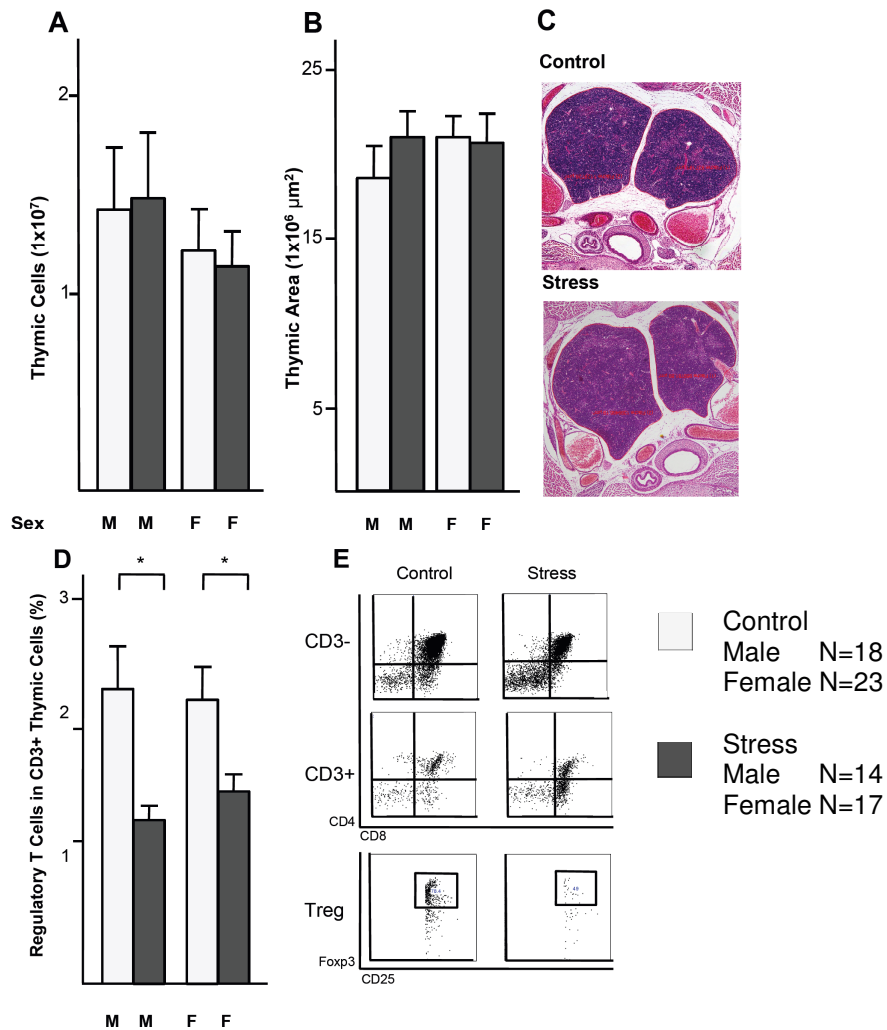 A
Thymic Cells (1x10⁷)
2
1
B
Thymic Area (1x10⁶ µm²)
25
15
5
C
Control
Stress
Sex
M M F F
M M F F
D
Regulatory T Cells in CD3+ Thymic Cells (%)
3
2
1
* *
M M F F
E
Control Stress
CD3-
CD3+
CD4
CD8
Treg
Foxp3
CD25
Control
Male N=18
Female N=23
Stress
Male N=14
Female N=17